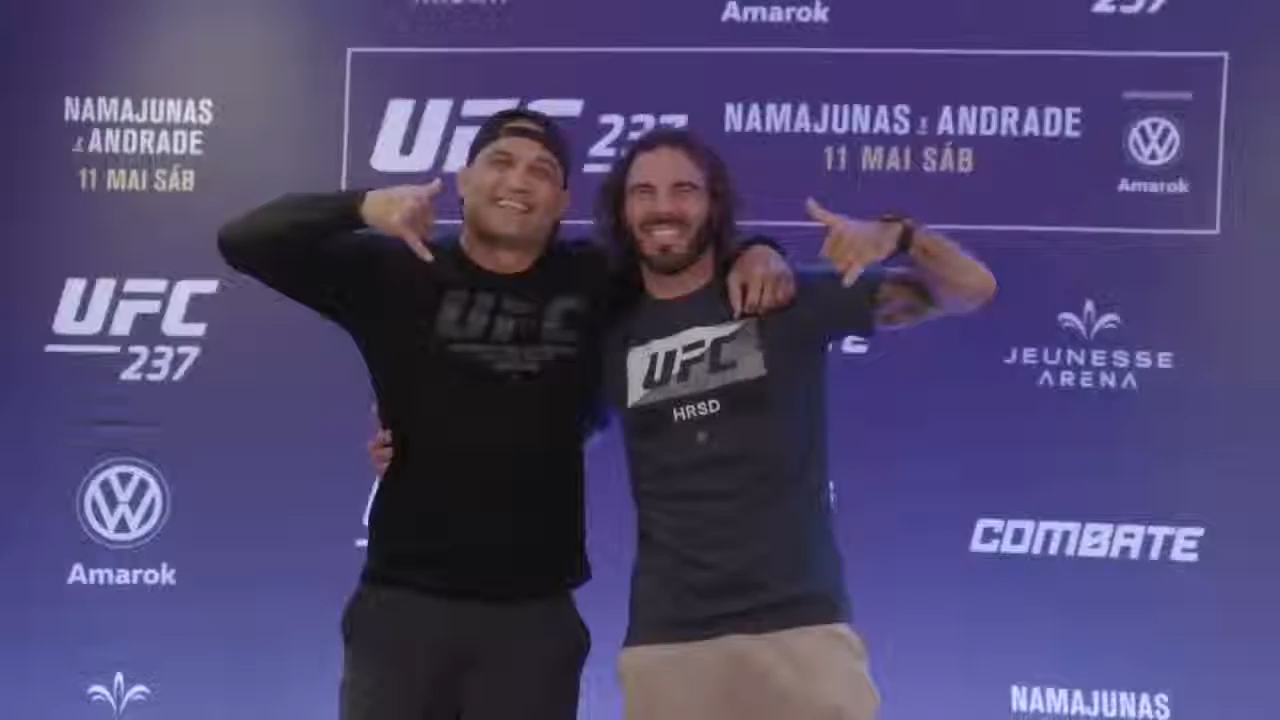 Amarok
237
NAMAJUNAS
& ANDRADE
11 MAI SÁB
UFC 237
NAMAJUNAS & ANDRADE
11 MAI SÁB
Amarok
UFC
237
UFC
UFC
HRSD
JEUNESSE
ARENA
Amarok
COMBATE
NAMAJUNAS